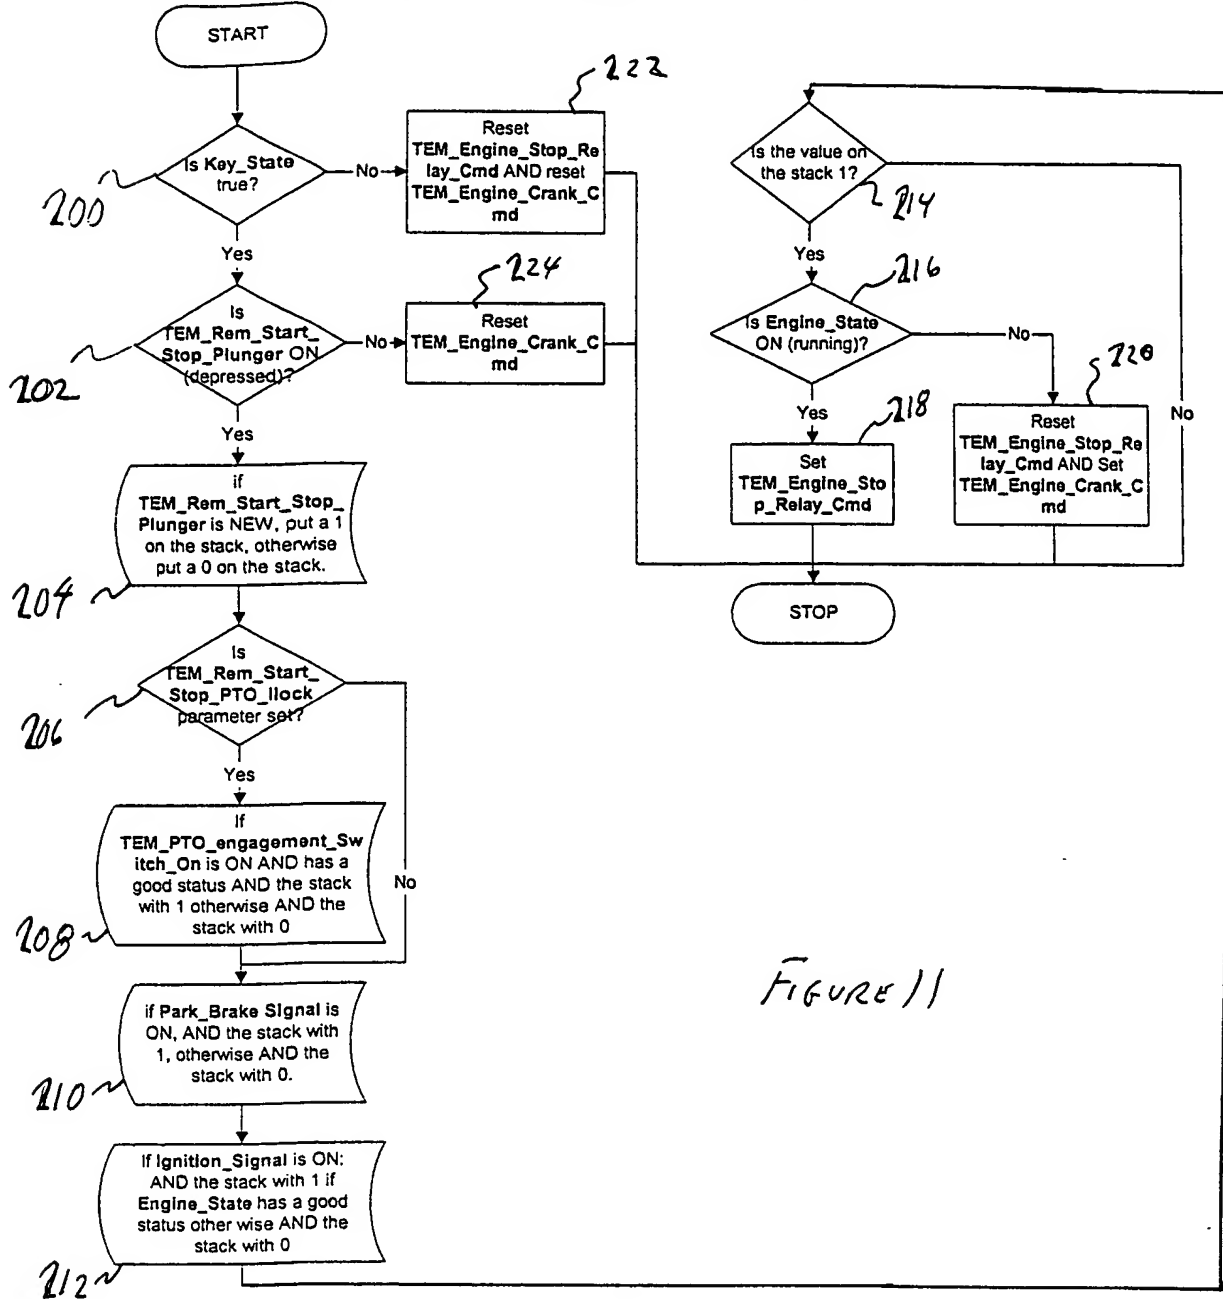 START
222
Is Key_State
true?
200
No
Reset
TEM_Engine_Stop_Re
lay_Cmd AND reset
TEM_Engine_Crank_C
md
Yes
224
Is
TEM_Rem_Start_
Stop_Plunger ON
(depressed)?
202
No
Reset
TEM_Engine_Crank_C
md
Yes
if
TEM_Rem_Start_Stop_
Plunger is NEW, put a 1
on the stack, otherwise
put a 0 on the stack.
204
Is
TEM_Rem_Start_
Stop_PTO_Ilock
parameter set?
206
Yes
No
If
TEM_PTO_engagement_Sw
itch_On is ON AND has a
good status AND the stack
with 1 otherwise AND the
stack with 0
208
if Park_Brake Signal is
ON, AND the stack with
1, otherwise AND the
stack with 0.
210
If Ignition_Signal is ON:
AND the stack with 1 if
Engine_State has a good
status other wise AND the
stack with 0
212
Is the value on
the stack 1?
214
Yes
No
216
Is Engine_State
ON (running)?
No
Yes
218
Set
TEM_Engine_Sto
p_Relay_Cmd
220
Reset
TEM_Engine_Stop_Re
lay_Cmd AND Set
TEM_Engine_Crank_C
md
STOP
FIGURE 11